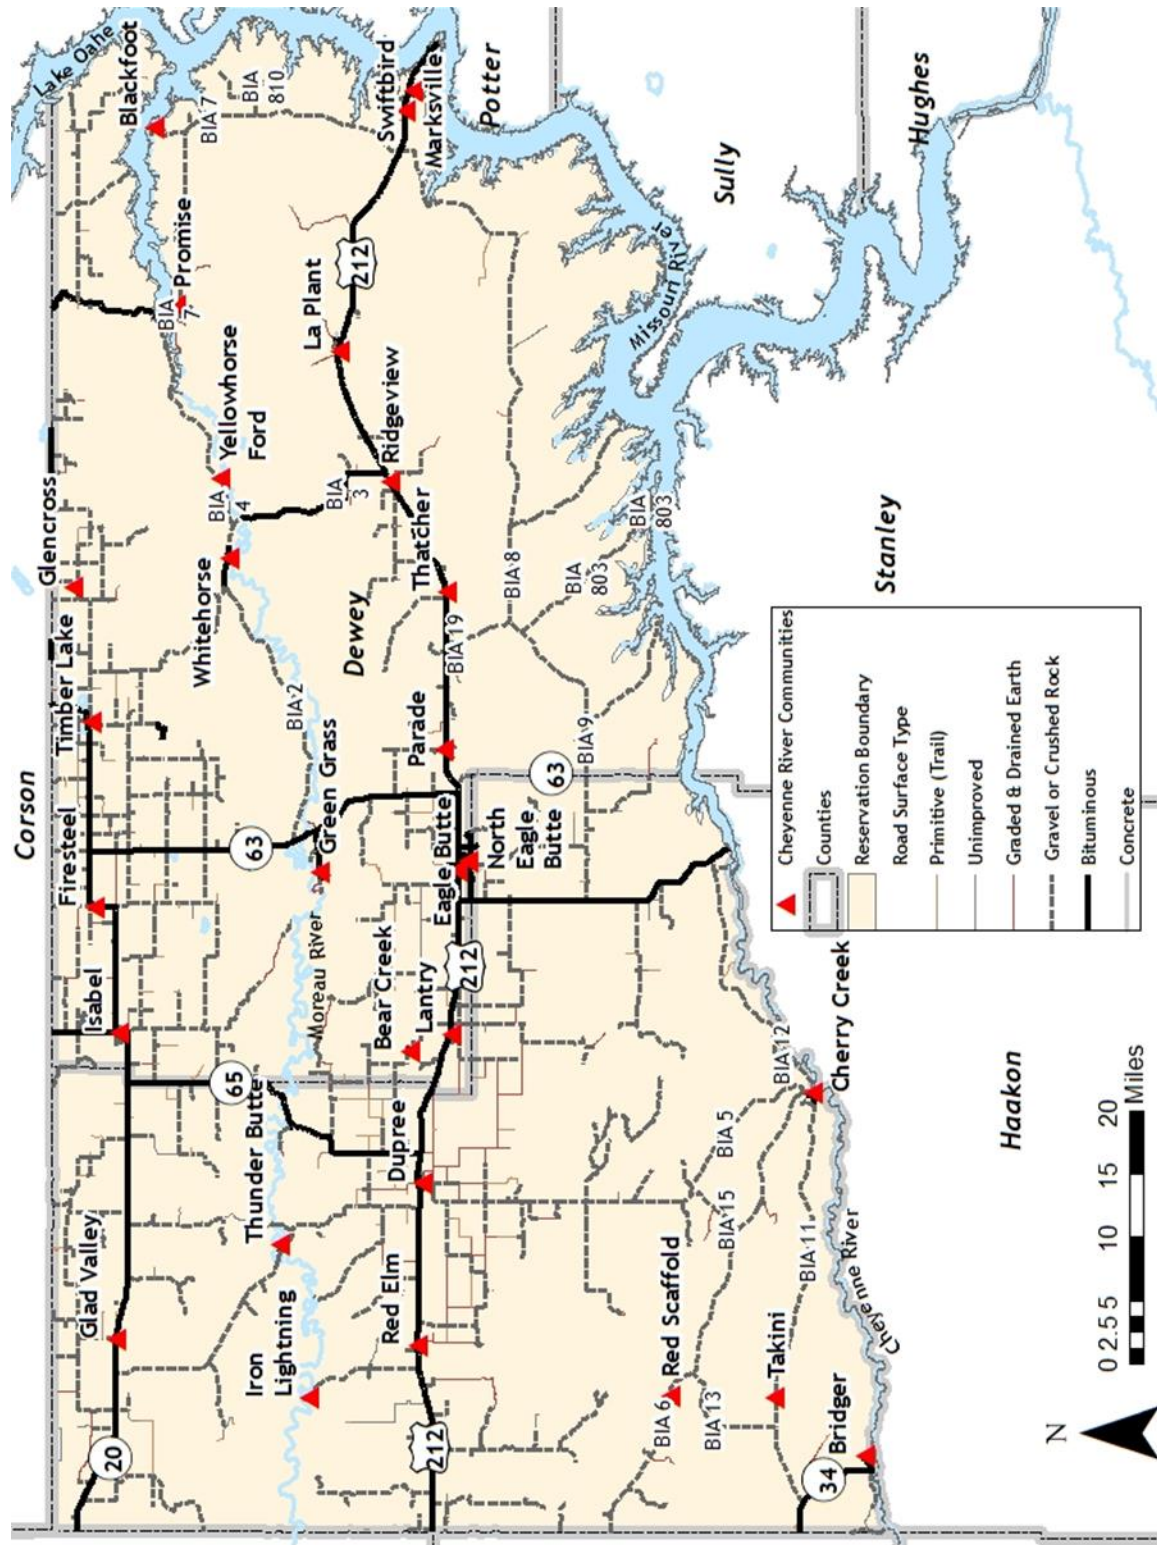 Corson
Lake Oahe
Glencross
Blackfoot
Timber Lake
Firesteel
Isabel
Glad Valley
20
BIA 7
BIA
810
Promise
BIA
7
Yellowhorse
Ford
BIA
4
Whitehorse
BIA 2
63
65
Thunder Butte
Iron
Lightning
Moreau River
Green Grass
Dewey
BIA
3
La Plant
212
Swiftbird
Marksville
Potter
Ridgeview
Thatcher
BIA 19
Parade
Eagle Butte
North
Eagle
Butte
Bear Creek
Lantry
212
Dupree
Red Elm
212
63
BIA 9
BIA 8
BIA
803
BIA
803
Missouri River
Sully
Hughes
Stanley
BIA 6
Red Scaffold
BIA 13
BIA 15
BIA 5
BIA 12
BIA 11
Takini
Bridger
34
Cherry Creek
Cheyenne River
Haakon
Cheyenne River Communities
Counties
Reservation Boundary
Road Surface Type
Primitive (Trail)
Unimproved
Graded & Drained Earth
Gravel or Crushed Rock
Bituminous
Concrete
N
0 2.5 5 10 15 20
Miles